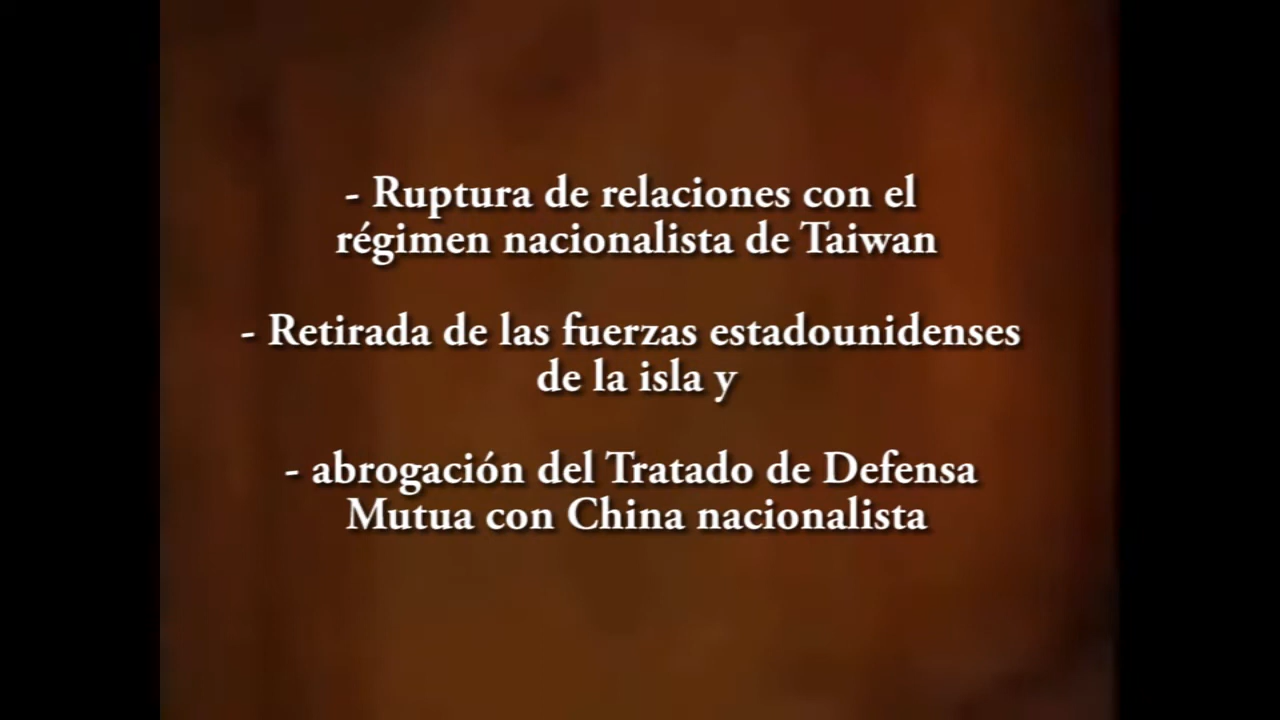 - Ruptura de relaciones con el
régimen nacionalista de Taiwan
- Retirada de las fuerzas estadounidenses
de la isla y
- abrogación del Tratado de Defensa
Mutua con China nacionalista